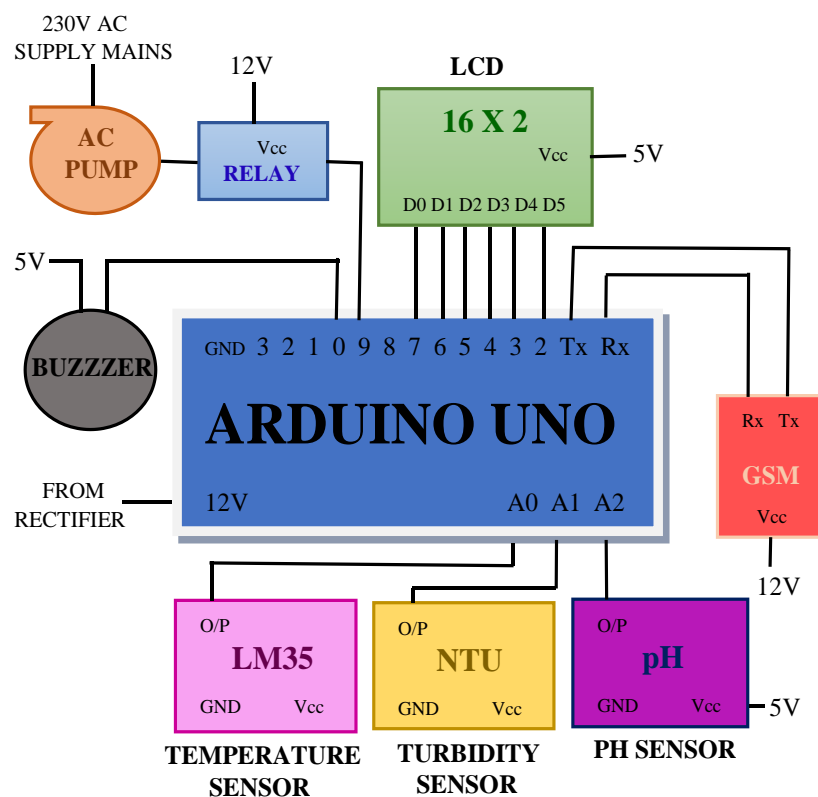 230V AC
SUPPLY MAINS
12V
LCD
AC
PUMP
Vcc
RELAY
16 X 2
Vcc
5V
D0 D1 D2 D3 D4 D5
5V
BUZZZER
GND 3 2 1 0 9 8 7 6 5 4 3 2 Tx Rx
ARDUINO UNO
12V
A0 A1 A2
FROM
RECTIFIER
Rx Tx
GSM
Vcc
12V
O/P
LM35
GND Vcc
TEMPERATURE
SENSOR
O/P
NTU
GND Vcc
TURBIDITY
SENSOR
O/P
pH
GND Vcc
5V
PH SENSOR